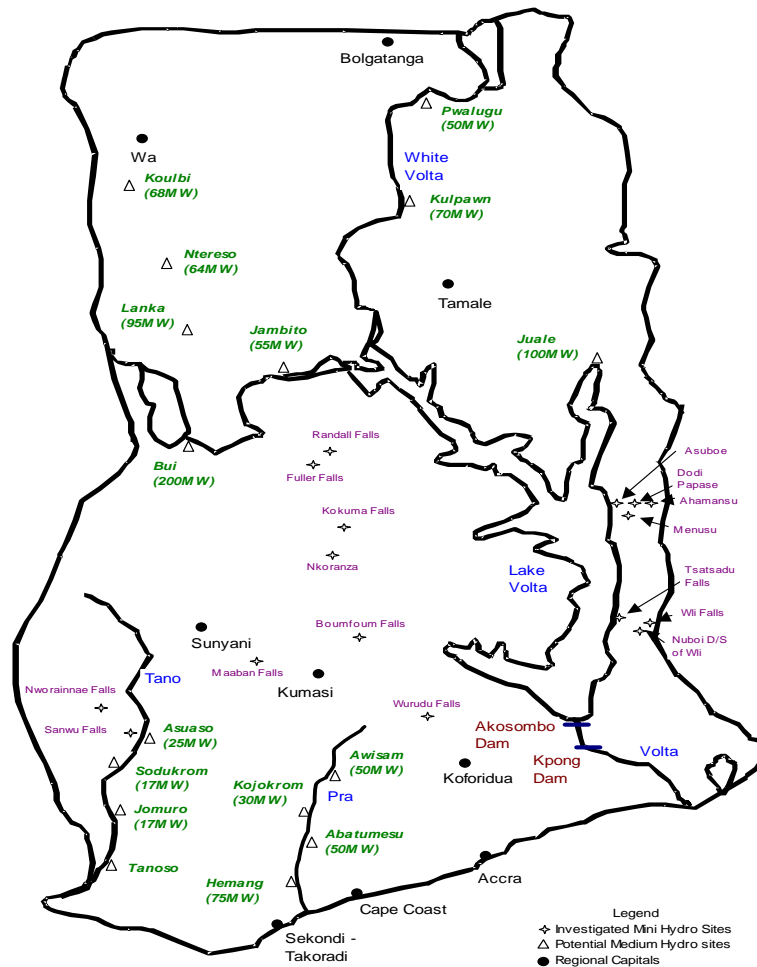 Bolgatanga
Pwalugu
(50MW)
Wa
White
Volta
Koulbi
(68MW)
Kulpawn
(70MW)
Ntereso
(64MW)
Tamale
Lanka
(95MW)
Jambito
(55MW)
Juale
(100MW)
Bui
(200MW)
Randall Falls
Fuller Falls
Asuboe
Dodi
Papase
Ahamansu
Menusu
Kokuma Falls
Nkoranza
Lake
Volta
Tsatsadu
Falls
Wli Falls
Nuboi D/S
of Wli
Sunyani
Boumfoum Falls
Maaban Falls
Kumasi
Tano
Nworainnae Falls
Sanwu Falls
Wurudu Falls
Akosombo
Dam
Kpong
Dam
Volta
Asuaso
(25MW)
Sodukrom
(17MW)
Awisam
(50MW)
Koforidua
Kojokrom
(30MW)
Pra
Jomuro
(17MW)
Abatumesu
(50MW)
Tanoso
Hemang
(75MW)
Accra
Cape Coast
Sekondi -
Takoradi
Legend
Investigated Mini Hydro Sites
Potential Medium Hydro sites
Regional Capitals